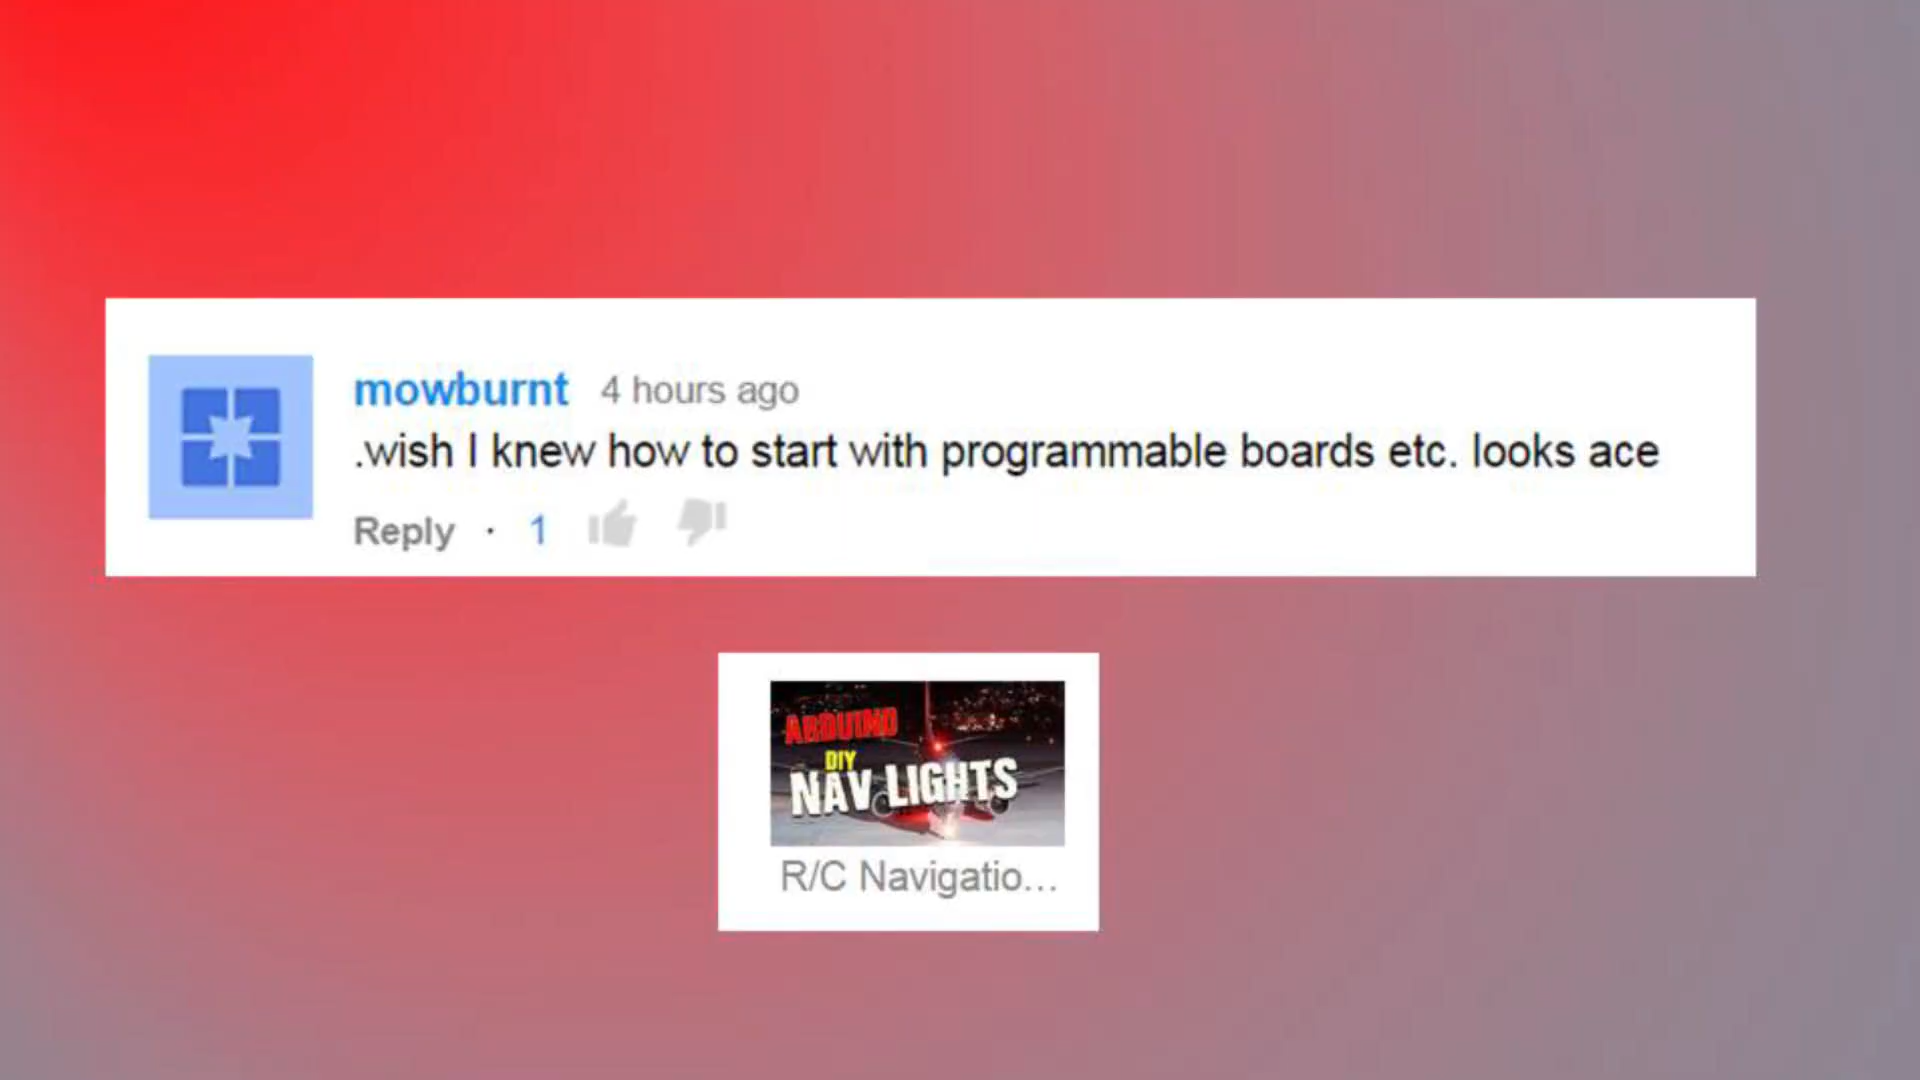 mowburnt 4 hours ago
.wish I knew how to start with programmable boards etc. looks ace
Reply · 1
ARDUINO
DIY
NAV LIGHTS
R/C Navigatio...